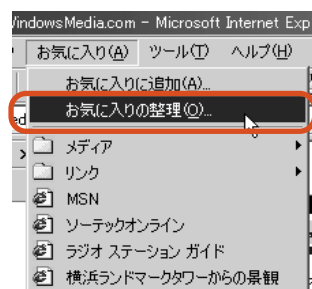 WindowsMedia.com - Microsoft Internet Exp
お気に入り(A) ツール(T) ヘルプ(H)
お気に入りに追加(A)...
お気に入りの整理(O)...
メディア
リンク
MSN
ソーテックオンライン
ラジオ ステーション ガイド
横浜ランドマークタワーからの景観